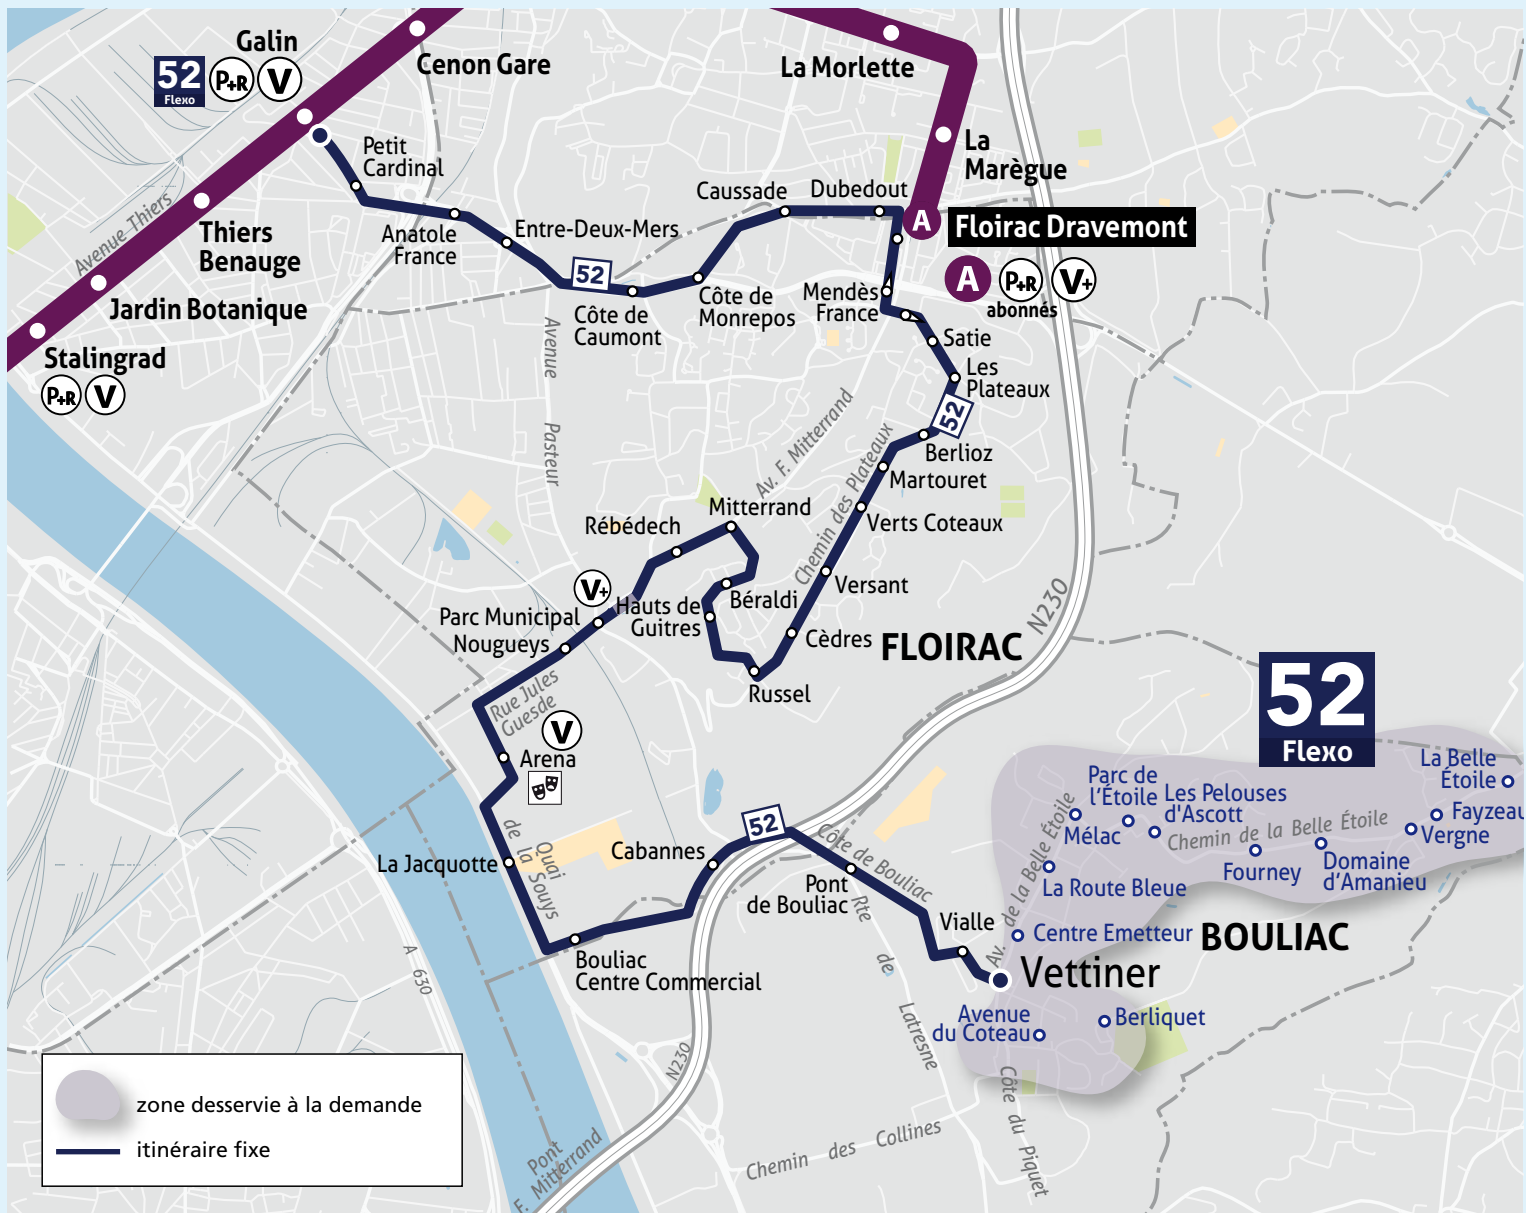 Galin
52
Flexo
P+R
V
Cenon Gare
La Morlette
La
Marègue
Petit
Cardinal
Avenue Thiers
Thiers
Benauge
Anatole
France
Entre-Deux-Mers
Caussade
Dubedout
A
Floirac Dravemont
A
P+R
V+
abonnés
52
Jardin Botanique
Côte de
Caumont
Côte de
Monrepos
Mendès
France
Stalingrad
P+R
V
Satie
Les
Plateaux
52
Avenue
Pasteur
Av. F. Mitterrand
Chemin des Plateaux
Berlioz
Martouret
Verts Coteaux
Mitterrand
Rébédech
Versant
V+
Hauts de
Guitres
Béraldi
Parc Municipal
Nougueys
Cèdres
FLOIRAC
N230
Russel
Rue Jules
Guesde
V
Arena
52
Flexo
La Belle
Étoile
Parc de
l'Étoile
Les Pelouses
d'Ascott
Mélac
Chemin de la Belle Étoile
Fayzeau
Vergne
Fourney
Domaine
d'Amanieu
La Route Bleue
Av. de la Belle Étoile
52
Côte de Bouliac
Quai
de la Souys
La Jacquotte
Cabannes
Pont
de Bouliac
Rte de Latresne
Vialle
Centre Emetteur
BOULIAC
Vettiner
Bouliac
Centre Commercial
A 630
Avenue
du Coteau
Berliquet
N230
Côte du Piquet
Chemin des Collines
Pont
F. Mitterrand
zone desservie à la demande
itinéraire fixe